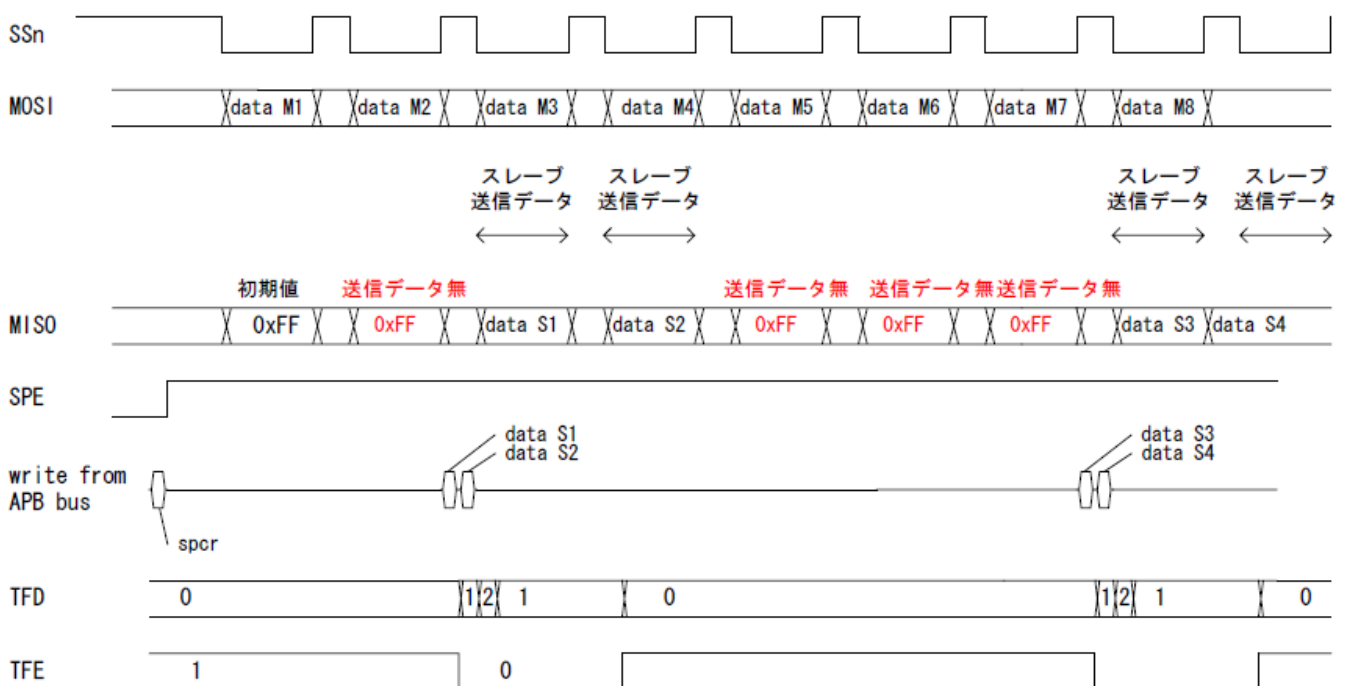 SSn
MOSI data M1 data M2 data M3 data M4 data M5 data M6 data M7 data M8
スレーブ スレーブ スレーブ スレーブ
送信データ 送信データ 送信データ 送信データ
初期値 送信データ無 送信データ無 送信データ無 送信データ無
MISO 0xFF 0xFF data S1 data S2 0xFF 0xFF 0xFF data S3 data S4
SPE
data S1 data S3
data S2 data S4
write from
APB bus
spcr
TFD 0 1 2 1 0 1 2 1 0
TFE 1 0